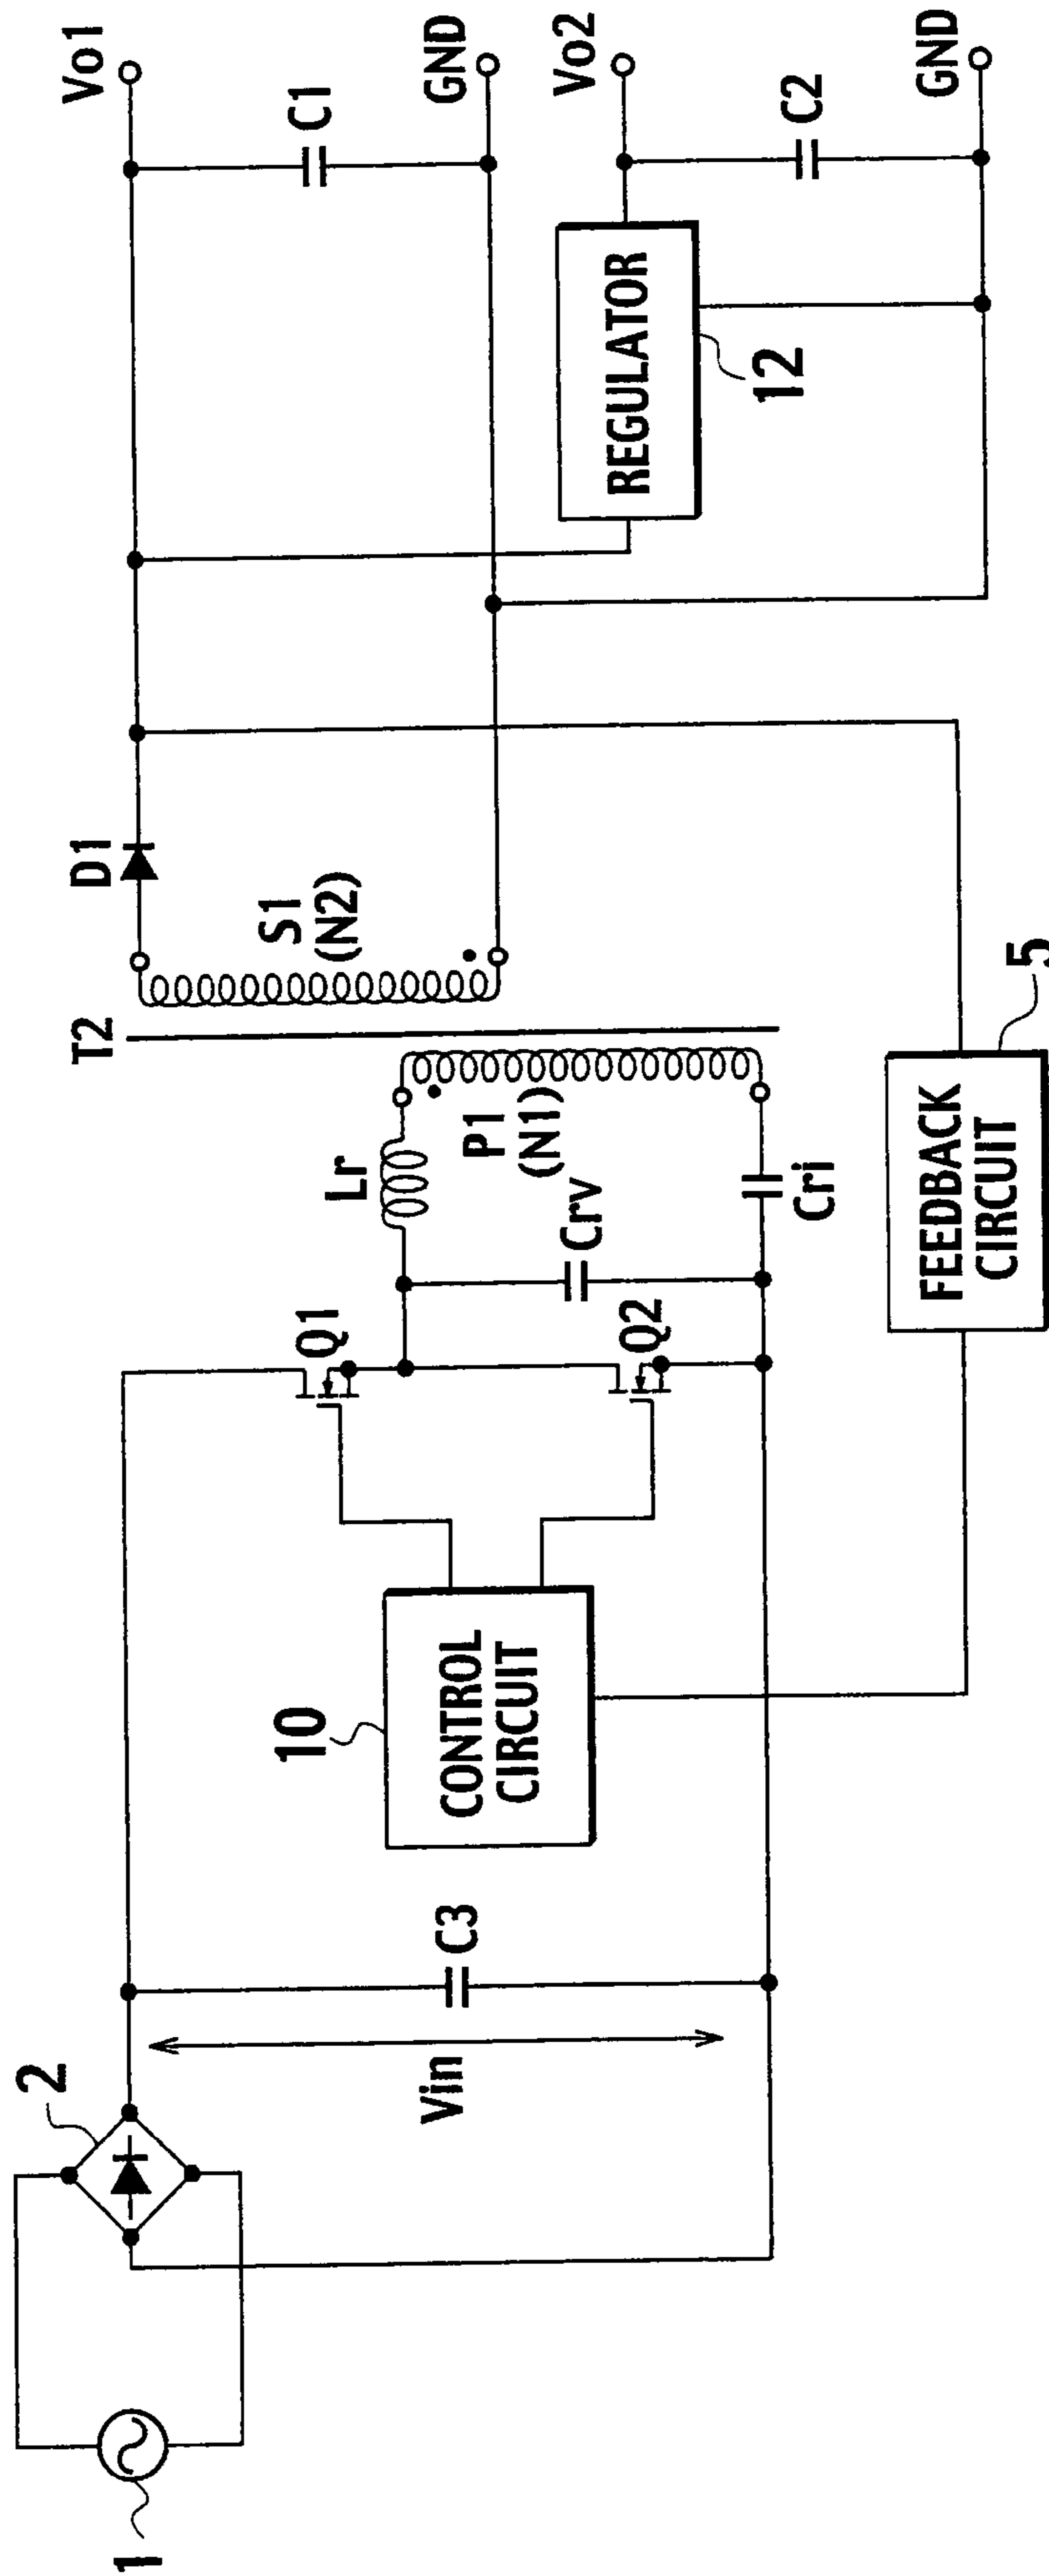 1
2
Vin
C3
10
CONTROL
CIRCUIT
Q1
Q2
Lr
Crv
Cri
P1
(N1)
T2
S1
(N2)
D1
FEEDBACK
CIRCUIT
5
REGULATOR
12
C1
C2
Vo1
GND
Vo2
GND